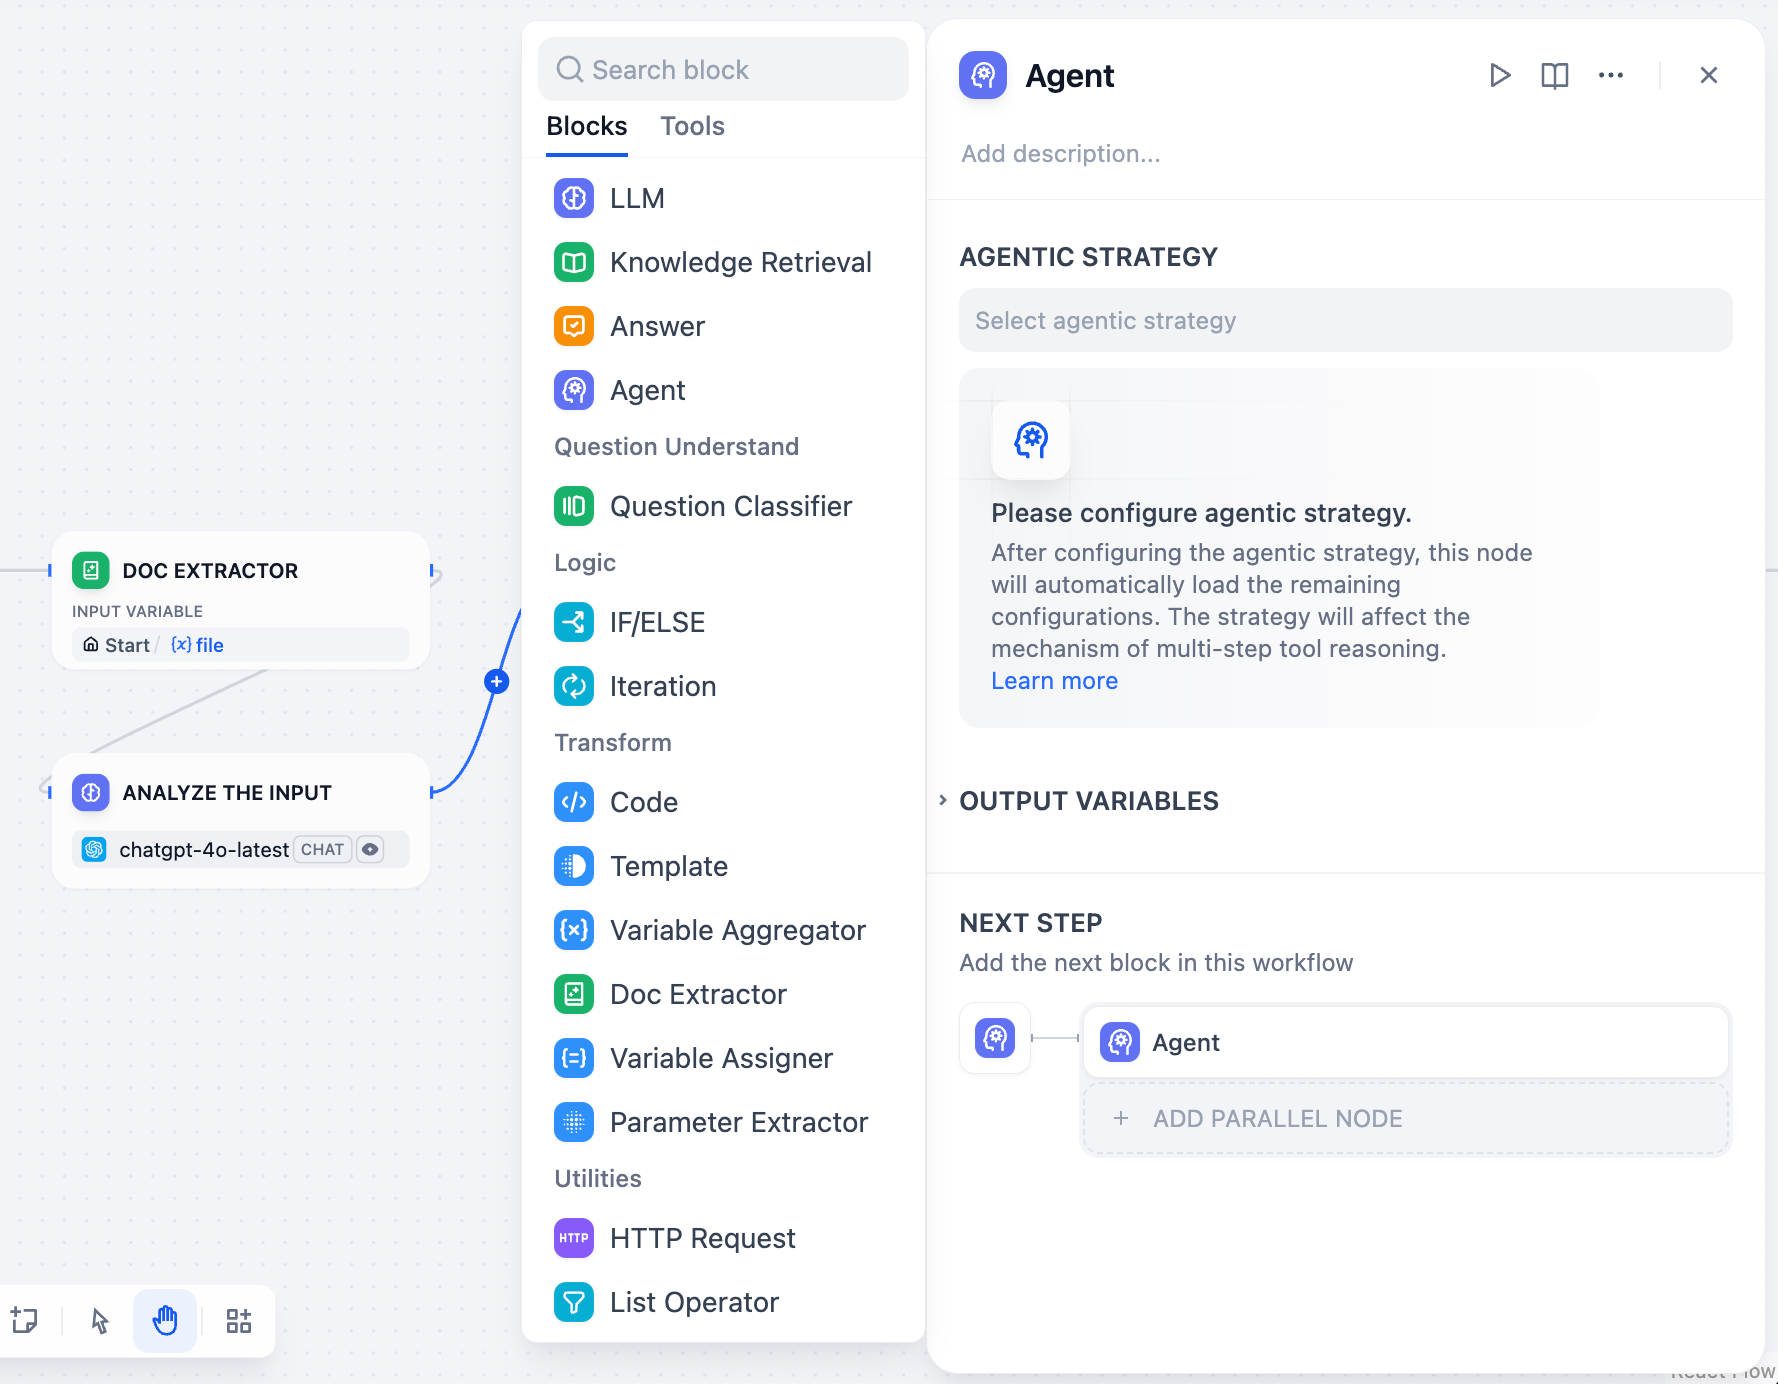 DOC EXTRACTOR
INPUT VARIABLE
Start / {x} file
ANALYZE THE INPUT
chatgpt-4o-latest CHAT
Search block
Blocks Tools
LLM
Knowledge Retrieval
Answer
Agent
Question Understand
Question Classifier
Logic
IF/ELSE
Iteration
Transform
Code
Template
Variable Aggregator
Doc Extractor
Variable Assigner
Parameter Extractor
Utilities
HTTP HTTP Request
List Operator
Agent
Add description...
AGENTIC STRATEGY
Select agentic strategy
Please configure agentic strategy.
After configuring the agentic strategy, this node
will automatically load the remaining
configurations. The strategy will affect the
mechanism of multi-step tool reasoning.
Learn more
OUTPUT VARIABLES
NEXT STEP
Add the next block in this workflow
Agent
+ ADD PARALLEL NODE
React Flow